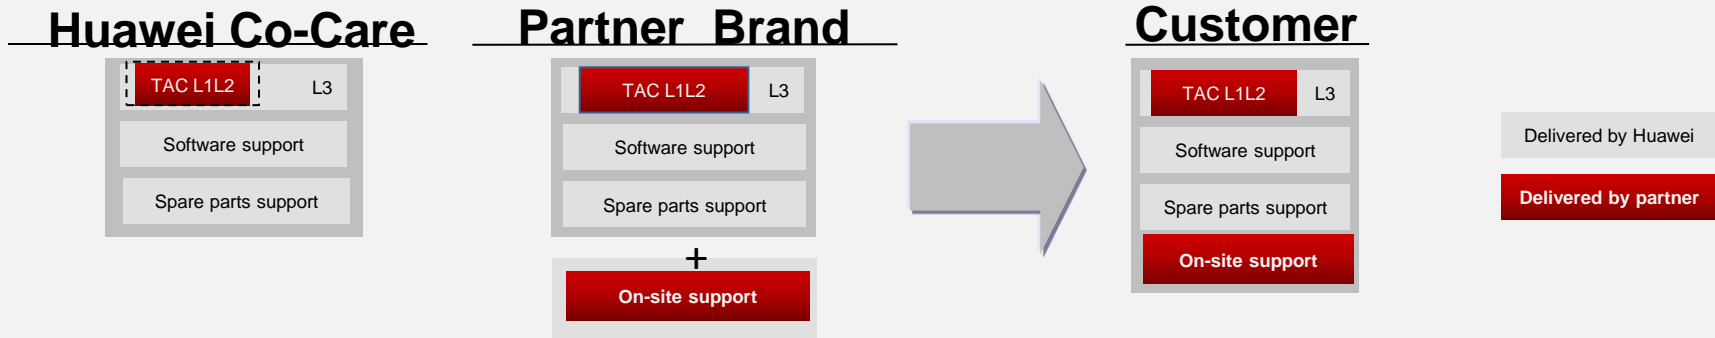 Huawei Co-Care
TAC L1L2
L3
Software support
Spare parts support
Partner Brand
TAC L1L2
L3
Software support
Spare parts support
+
On-site support
Customer
TAC L1L2
L3
Software support
Spare parts support
On-site support
Delivered by Huawei
Delivered by partner